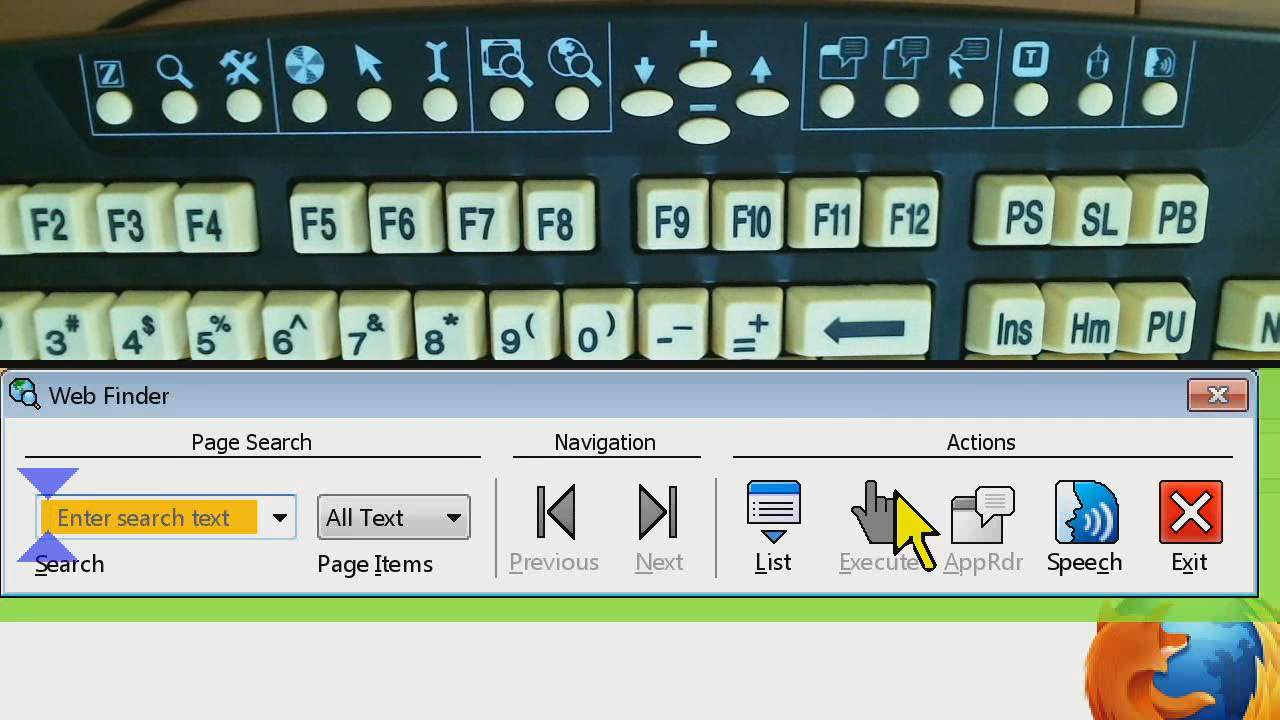 Z T
F2 F3 F4 F5 F6 F7 F8 F9 F10 F11 F12 PS SL PB
3 # 4 $ 5 % 6 ^ 7 & 8 * 9 ( 0 ) - _ = + Ins Hm PU N
Web Finder
Page Search Navigation Actions
Enter search text All Text
Search Page Items Previous Next List Execute AppRdr Speech Exit